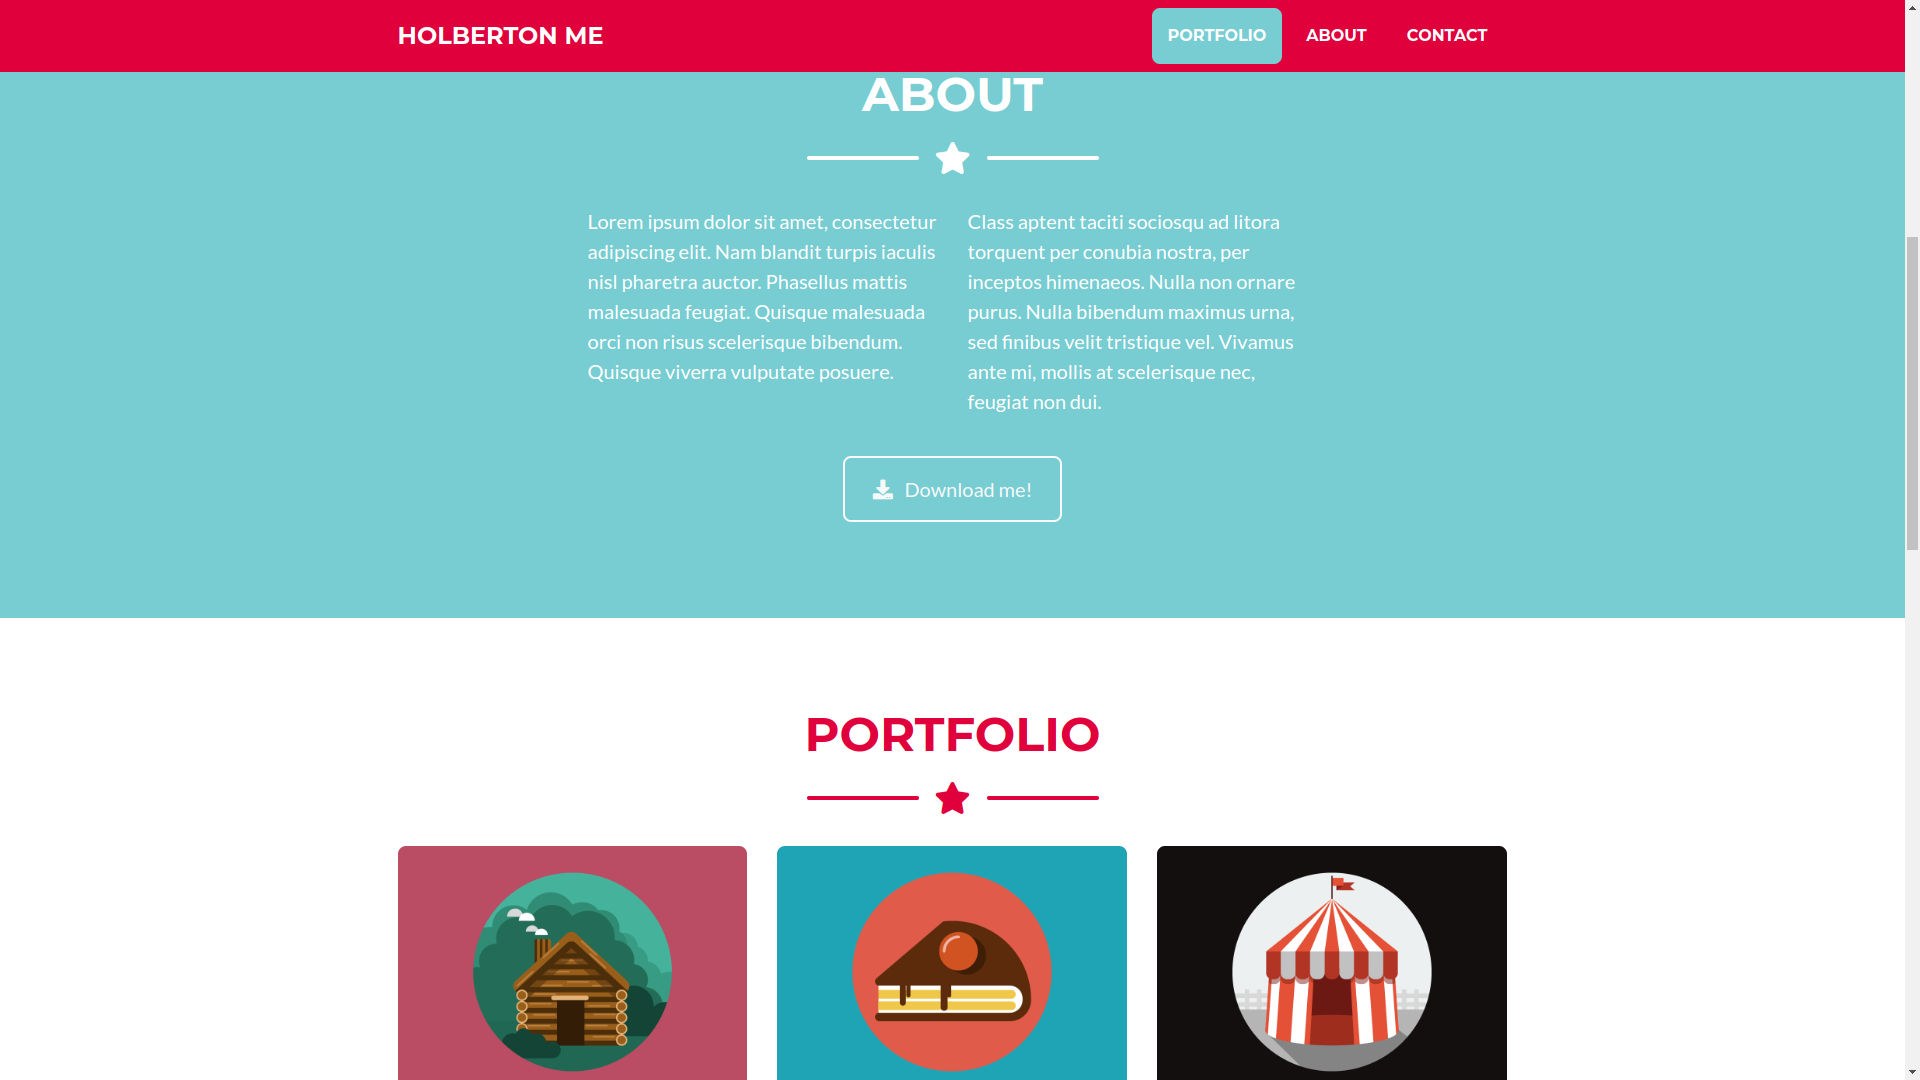 HOLBERTON ME
PORTFOLIO ABOUT CONTACT
ABOUT
Lorem ipsum dolor sit amet, consectetur
adipiscing elit. Nam blandit turpis iaculis
nisl pharetra auctor. Phasellus mattis
malesuada feugiat. Quisque malesuada
orci non risus scelerisque bibendum.
Quisque viverra vulputate posuere.
Class aptent taciti sociosqu ad litora
torquent per conubia nostra, per
inceptos himenaeos. Nulla non ornare
purus. Nulla bibendum maximus urna,
sed finibus velit tristique vel. Vivamus
ante mi, mollis at scelerisque nec,
feugiat non dui.
Download me!
PORTFOLIO